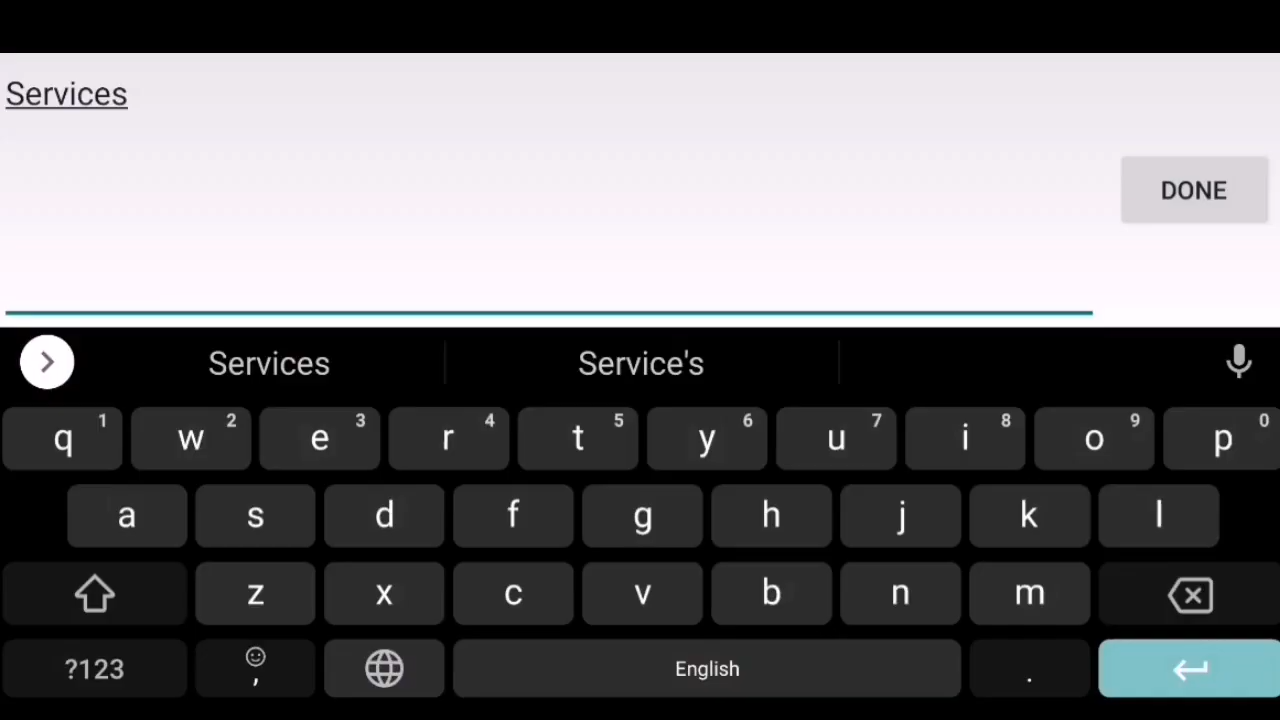 Services
DONE
Services Service's
q 1 w 2 e 3 r 4 t 5 y 6 u 7 i 8 o 9 p 0
a s d f g h j k l
z x c v b n m
?123 , English .